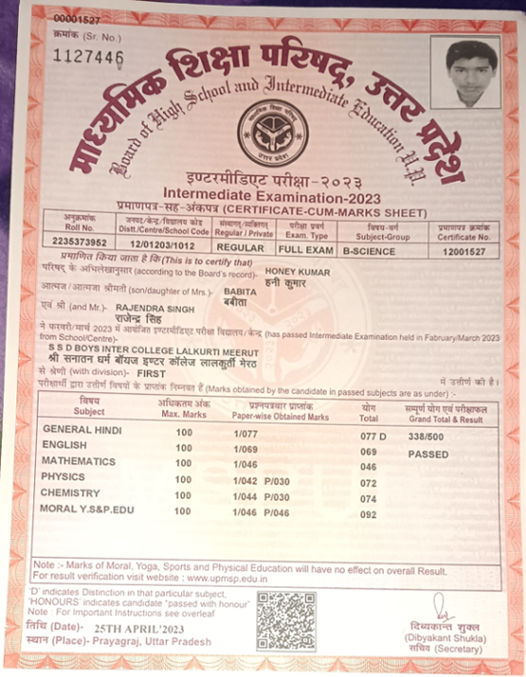 00001527
क्रमांक (Sr. No.)
1127446
माध्यमिक शिक्षा परिषद, उत्तर प्रदेश
Board of High School and Intermediate Education U.P.
उत्तर प्रदेश
इण्टरमीडिएट परीक्षा-२०२३
Intermediate Examination-2023
प्रमाणपत्र-सह-अंकपत्र (CERTIFICATE-CUM-MARKS SHEET)
अनुक्रमांक जनपद/केन्द्र/विद्यालय कोड संस्थागत/व्यक्तिगत परीक्षा प्रकार विषय-वर्ग प्रमाणपत्र क्रमांक
Roll No. Distt./Centre/School Code Regular / Private Exam. Type Subject-Group Certificate No.
2235373952 12/01203/1012 REGULAR FULL EXAM B-SCIENCE 12001527
प्रमाणित किया जाता है कि (This is to certify that)
परिषद् के अभिलेखानुसार (according to the Board's record)- HONEY KUMAR
हनी कुमार
आत्मज / आत्मजा श्रीमती (son/daughter of Mrs.)- BABITA
बबीता
एवं श्री (and Mr.)- RAJENDRA SINGH
राजेन्द्र सिंह
ने फरवरी/मार्च 2023 में आयोजित इण्टरमीडिएट परीक्षा विद्यालय/केन्द्र (has passed Intermediate Examination held in Fabruary/March 2023
from School/Centre)-
S S D BOYS INTER COLLEGE LALKURTI MEERUT
श्री सनातन धर्म बॉयज इण्टर कॉलेज लालकुर्ती मेरठ
से श्रेणी (with division)- FIRST में उत्तीर्ण की है।
परीक्षार्थी द्वारा उत्तीर्ण विषयों के प्राप्तांक निम्नवत हैं (Marks obtained by the candidate in passed subjects are as under) :-
विषय अधिकतम अंक प्रश्नपत्रवार प्राप्तांक योग सम्पूर्ण योग एवं परीक्षाफल
Subject Max. Marks Paper-wise Obtained Marks Total Grand Total & Result
GENERAL HINDI 100 1/077 077 D 338/500
ENGLISH 100 1/069 069 PASSED
MATHEMATICS 100 1/046 046
PHYSICS 100 1/042 P/030 072
CHEMISTRY 100 1/044 P/030 074
MORAL Y.S&P.EDU 100 1/046 P/046 092
Note :- Marks of Moral, Yoga, Sports and Physical Education will have no effect on overall Result.
For result verification visit website : www.upmsp.edu.in
'D' indicates Distinction in that particular subject,
'HONOURS' indicates candidate "passed with honour"
Note : For Important Instructions see overleaf
तिथि (Date)- 25TH APRIL'2023
स्थान (Place)- Prayagraj, Uttar Pradesh
दिव्यकान्त शुक्ल
(Dibyakant Shukla)
सचिव (Secretary)